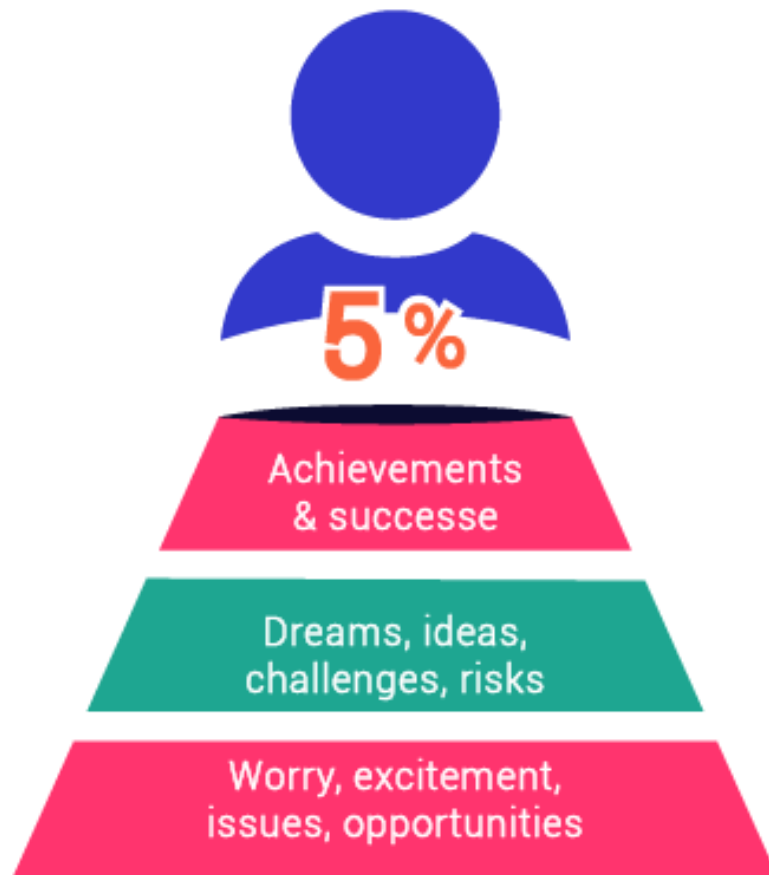 5 %
Achievements
& successe
Dreams, ideas,
challenges, risks
Worry, excitement,
issues, opportunities